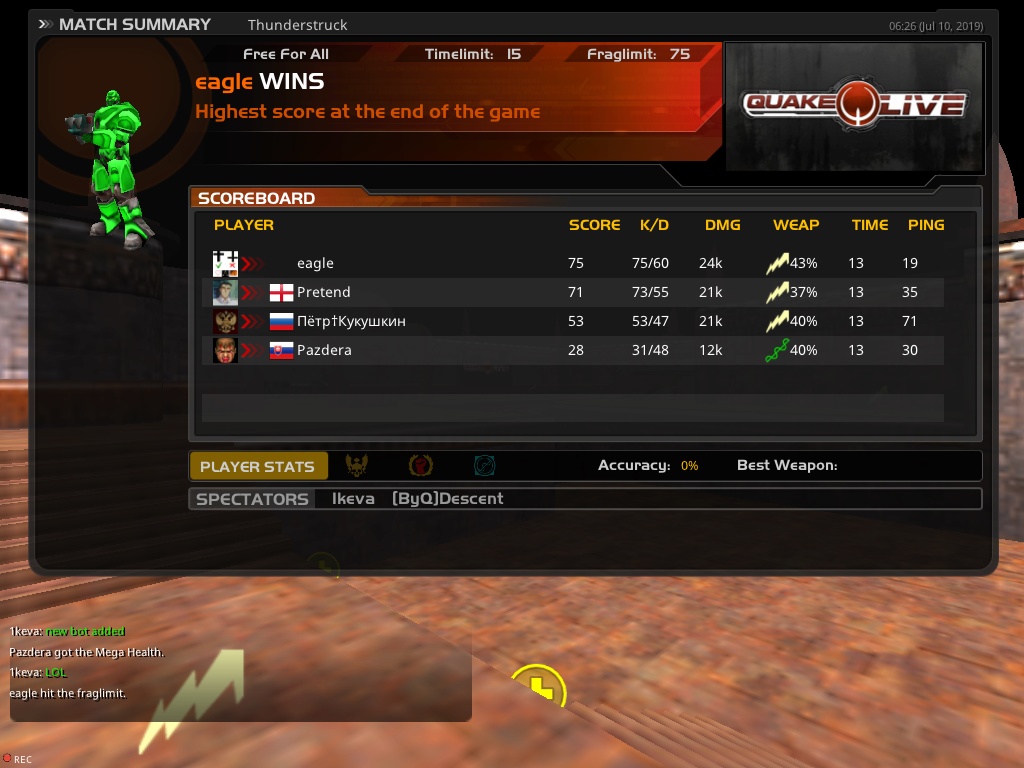 MATCH SUMMARY Thunderstruck 06:26 (Jul 10, 2019)
Free For All Timelimit: 15 Fraglimit: 75
eagle WINS
Highest score at the end of the game
QUAKE LIVE
SCOREBOARD
PLAYER SCORE K/D DMG WEAP TIME PING
eagle 75 75/60 24k 43% 13 19
Pretend 71 73/55 21k 37% 13 35
Пётр†Кукушкин 53 53/47 21k 40% 13 71
Pazdera 28 31/48 12k 40% 13 30
PLAYER STATS Accuracy: 0% Best Weapon:
SPECTATORS 1keva [ByQ]Descent
1keva: new bot added
Pazdera got the Mega Health.
1keva: LOL
eagle hit the fraglimit.
REC